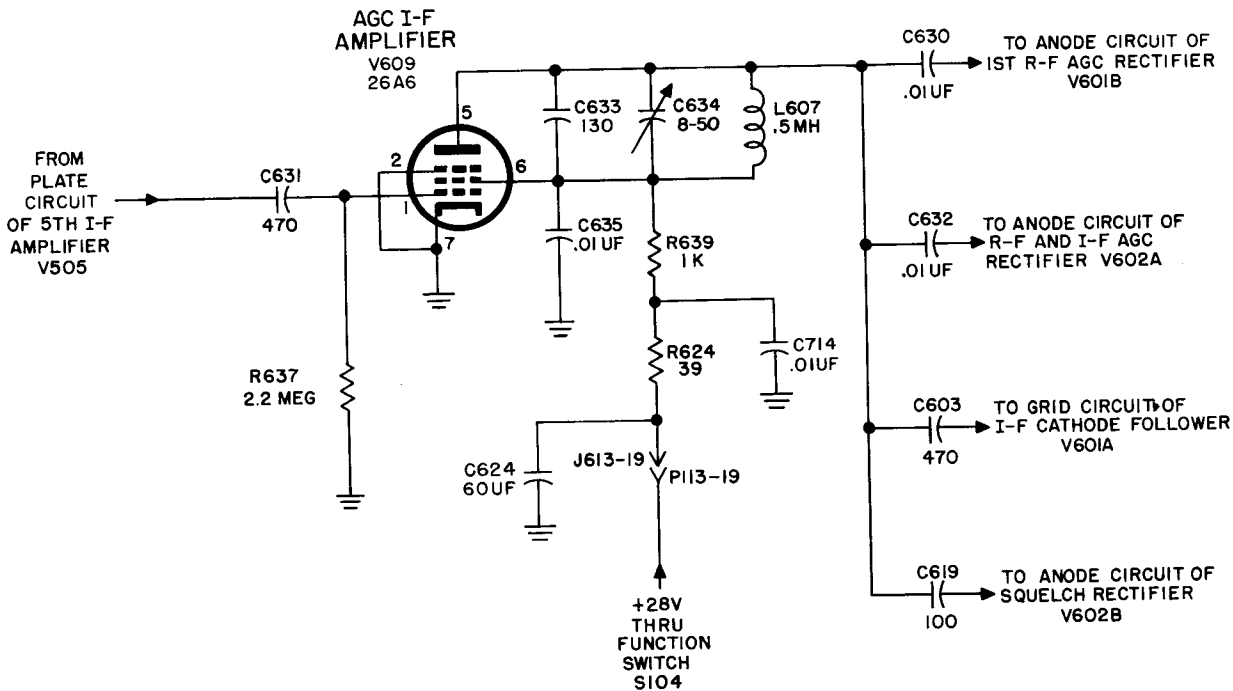 AGC I-F
AMPLIFIER
V609
26A6
FROM
PLATE
CIRCUIT
OF 5TH I-F
AMPLIFIER
V505
C631
470
R637
2.2 MEG
5
2
6
1
7
C633
130
C634
8-50
L607
.5MH
C635
.01UF
R639
1K
R624
39
C714
.01UF
C624
60UF
J613-19
P113-19
+28V
THRU
FUNCTION
SWITCH
S104
C630
.01UF
TO ANODE CIRCUIT OF
1ST R-F AGC RECTIFIER
V601B
C632
.01UF
TO ANODE CIRCUIT OF
R-F AND I-F AGC
RECTIFIER V602A
C603
470
TO GRID CIRCUIT OF
I-F CATHODE FOLLOWER
V601A
C619
100
TO ANODE CIRCUIT OF
SQUELCH RECTIFIER
V602B